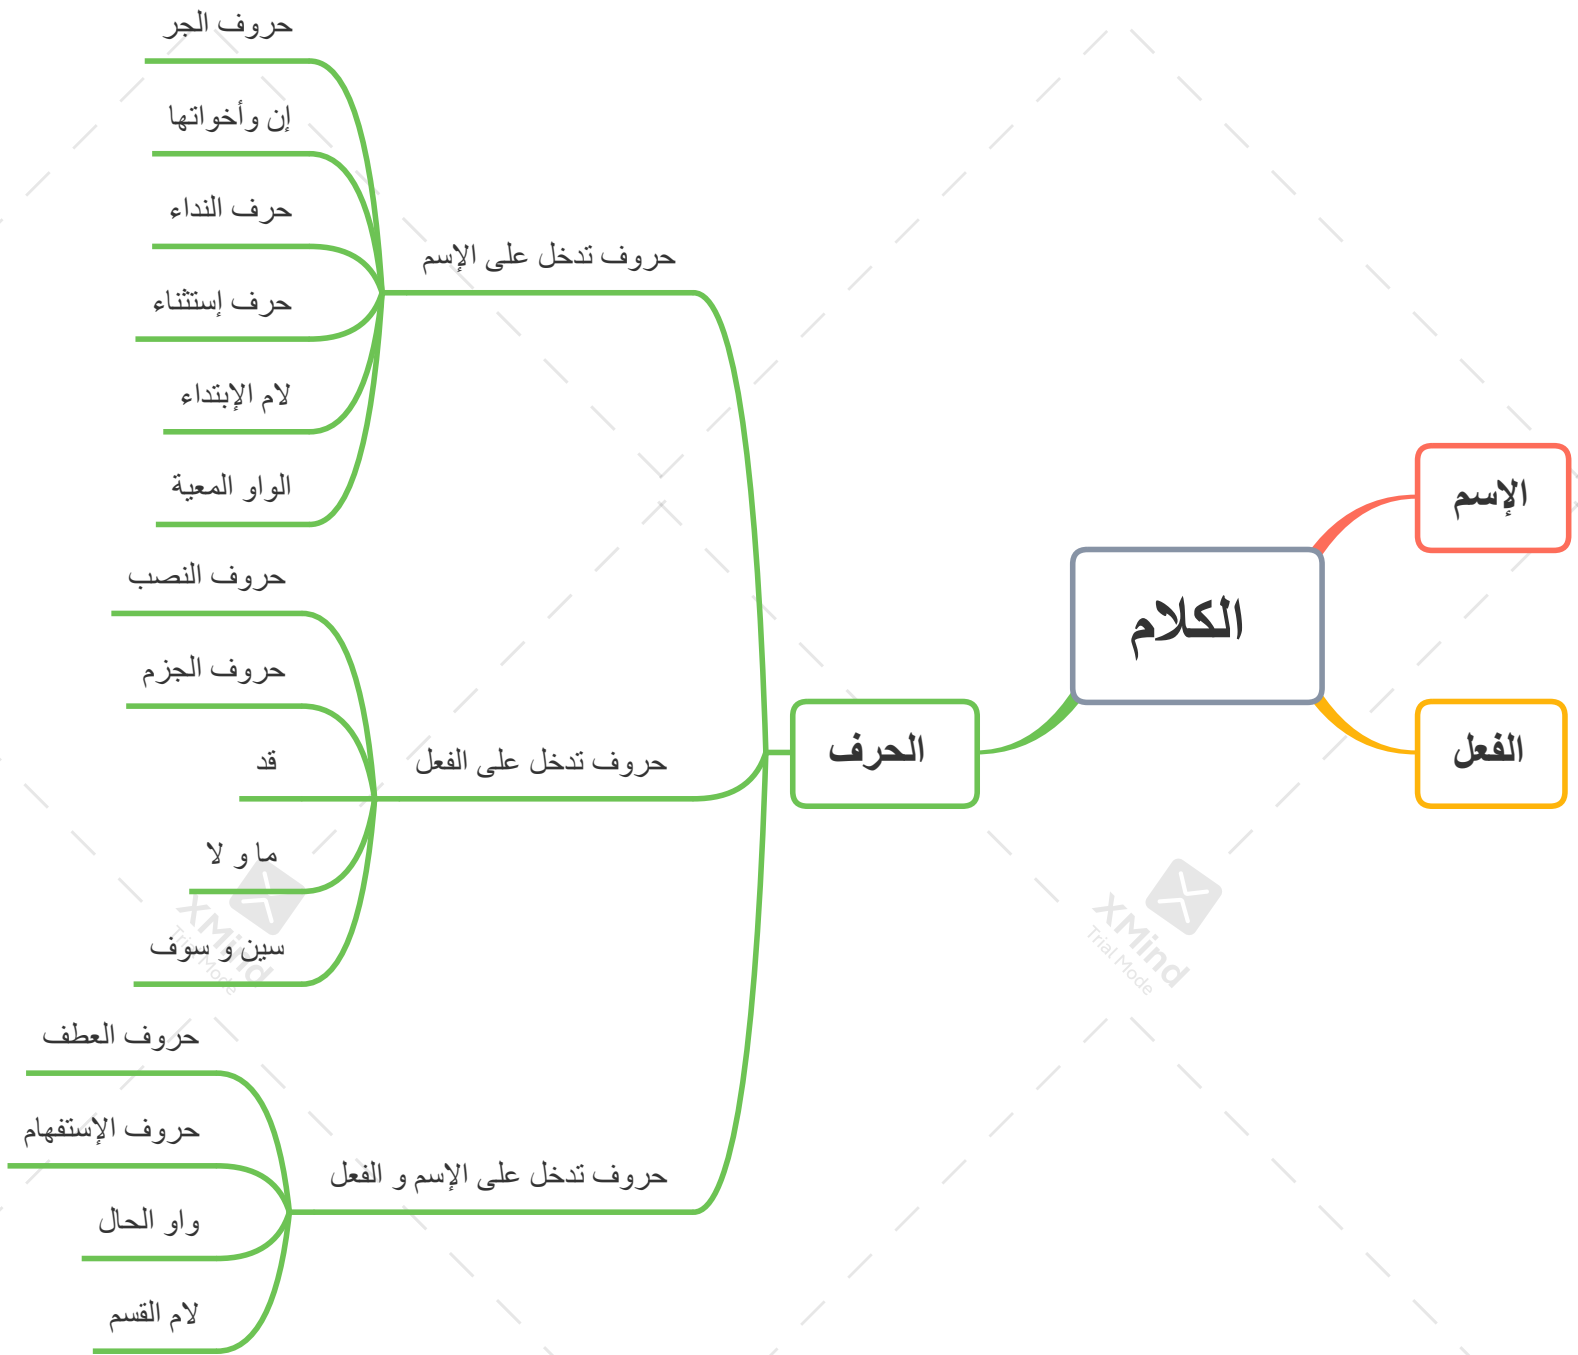 الكلام
الإسم
الفعل
الحرف
حروف تدخل على الإسم
حروف الجر
إن وأخواتها
حرف النداء
حرف إستثناء
لام الإبتداء
الواو المعية
حروف تدخل على الفعل
حروف النصب
حروف الجزم
قد
ما و لا
سين و سوف
حروف تدخل على الإسم و الفعل
حروف العطف
حروف الإستفهام
واو الحال
لام القسم
XMind
Trial Mode
XMind
Trial Mode